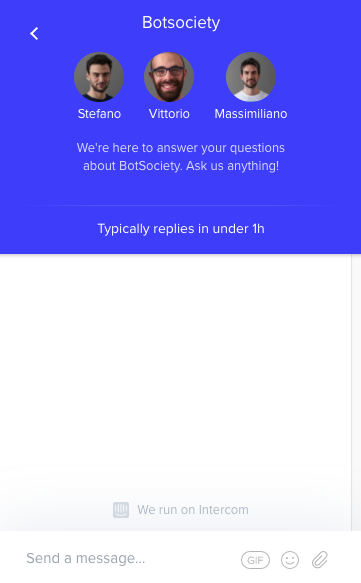 Botsociety
Stefano Vittorio Massimiliano
We're here to answer your questions
about BotSociety. Ask us anything!
Typically replies in under 1h
We run on Intercom
Send a message...
GIF